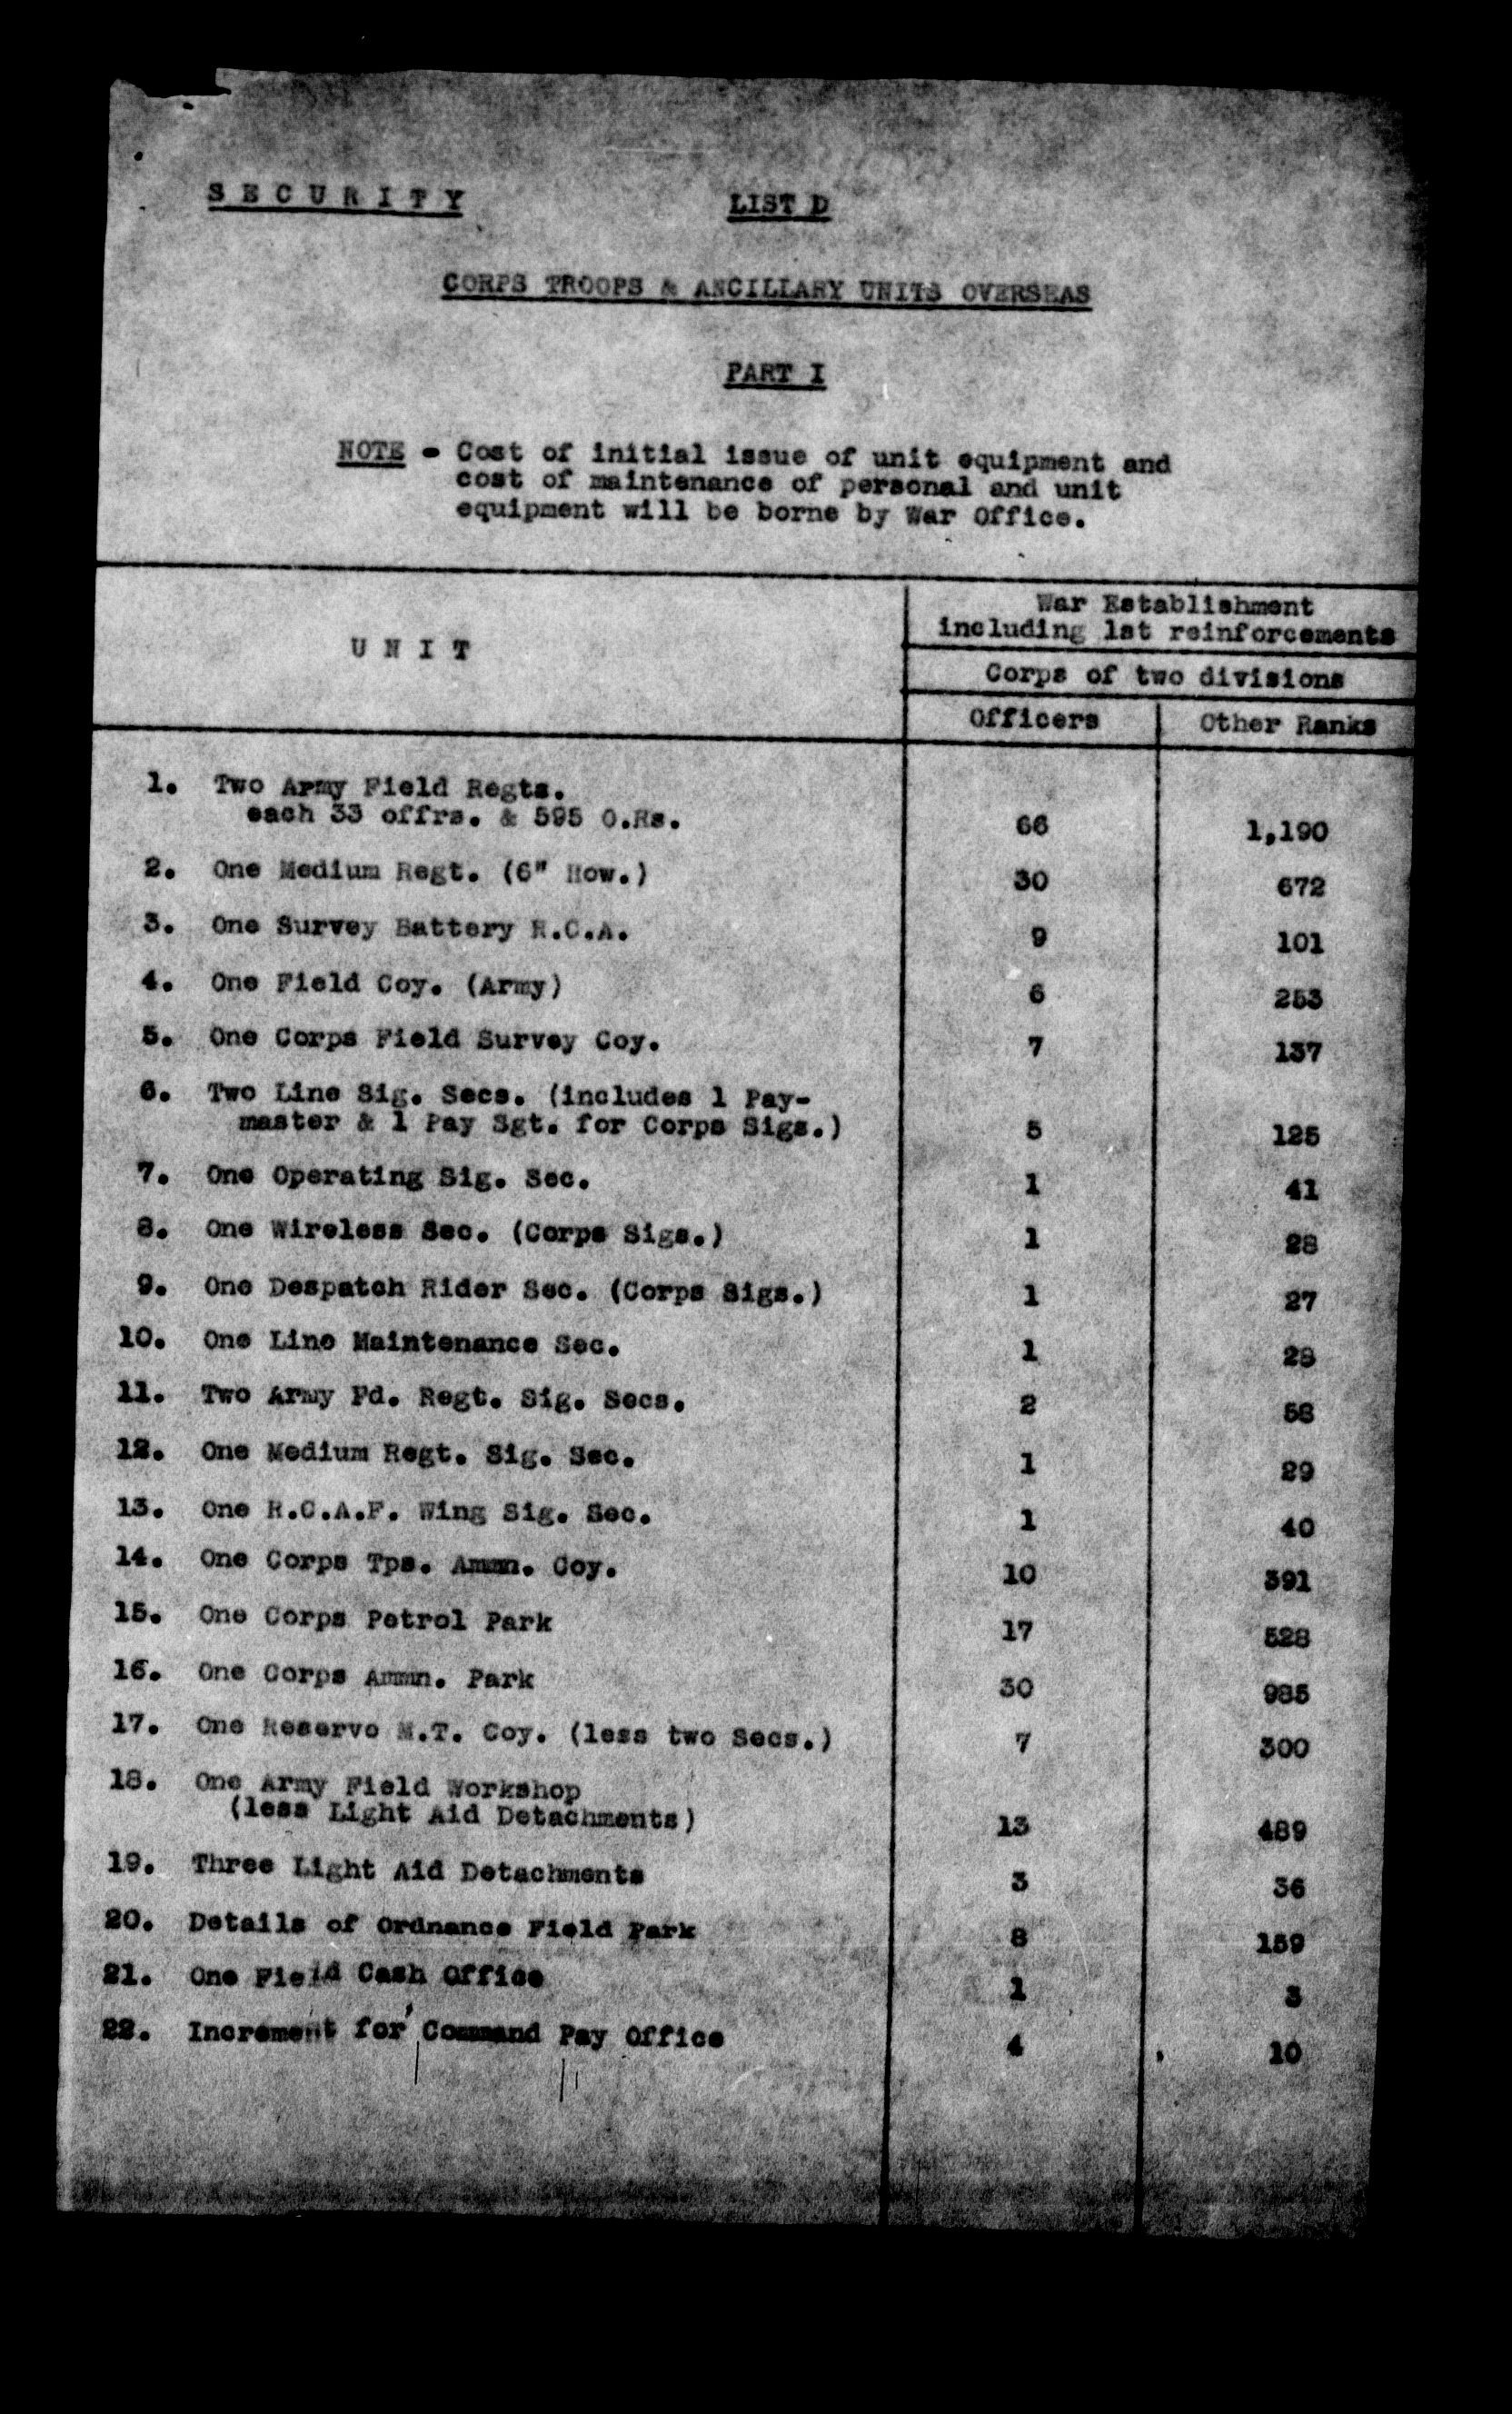 S E C U R I T Y LIST D
CORPS TROOPS & ANCILLARY UNITS OVERSEAS
PART I
NOTE - Cost of initial issue of unit equipment and
cost of maintenance of personal and unit
equipment will be borne by War Office.
U N I T
War Establishment
including 1st reinforcements
Corps of two divisions
Officers Other Ranks
1. Two Army Field Regts.
each 33 offrs. & 595 O.Rs. 66 1,190
2. One Medium Regt. (6" How.) 30 672
3. One Survey Battery R.C.A. 9 101
4. One Field Coy. (Army) 6 253
5. One Corps Field Survey Coy. 7 137
6. Two Line Sig. Secs. (includes 1 Pay-
master & 1 Pay Sgt. for Corps Sigs.) 5 125
7. One Operating Sig. Sec. 1 41
8. One Wireless Sec. (Corps Sigs.) 1 28
9. One Despatch Rider Sec. (Corps Sigs.) 1 27
10. One Line Maintenance Sec. 1 28
11. Two Army Fd. Regt. Sig. Secs. 2 58
12. One Medium Regt. Sig. Sec. 1 29
13. One R.C.A.F. Wing Sig. Sec. 1 40
14. One Corps Tps. Ammn. Coy. 10 391
15. One Corps Petrol Park 17 528
16. One Corps Ammn. Park 30 985
17. One Reserve M.T. Coy. (less two Secs.) 7 300
18. One Army Field Workshop
(less Light Aid Detachments) 13 489
19. Three Light Aid Detachments 3 36
20. Details of Ordnance Field Park 8 159
21. One Field Cash Office 1 3
22. Increment for Command Pay Office 4 10